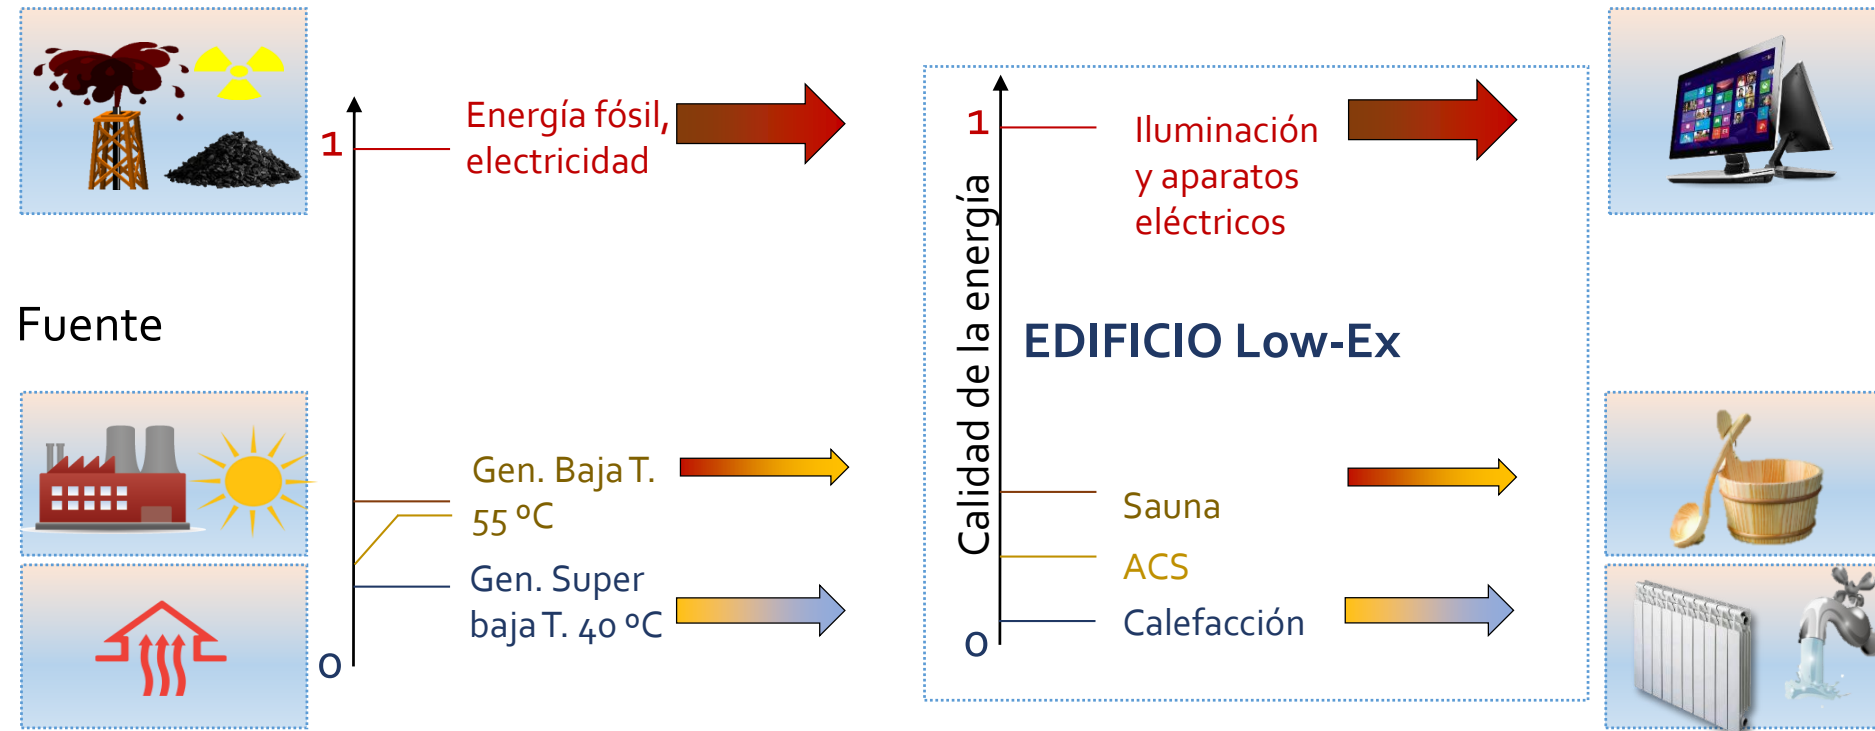 Fuente
1
Energía fósil,
electricidad
Gen. Baja T.
55 ºC
Gen. Super
baja T. 40 ºC
0
Calidad de la energía
1
Iluminación
y aparatos
eléctricos
EDIFICIO Low-Ex
Sauna
ACS
Calefacción
0